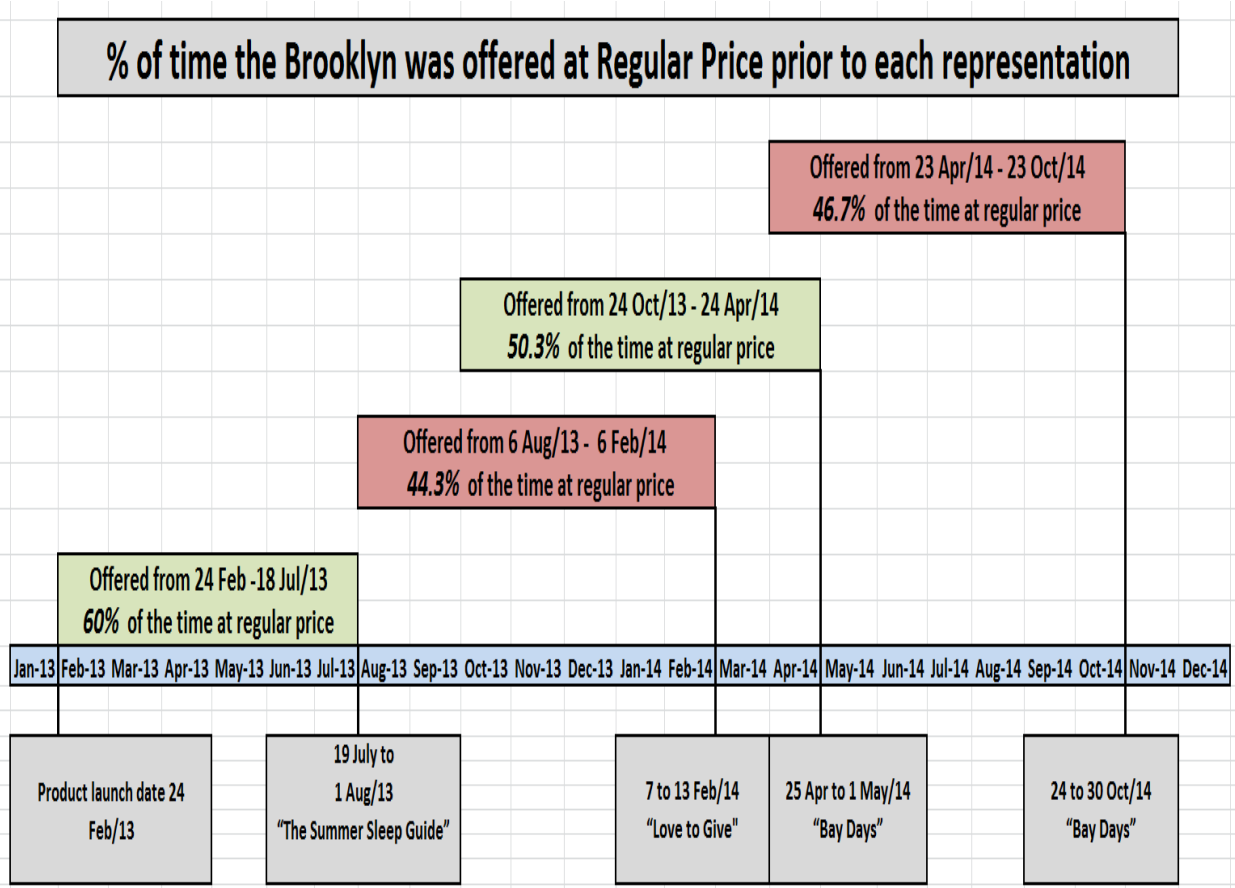 % of time the Brooklyn was offered at Regular Price prior to each representation
Offered from 23 Apr/14 - 23 Oct/14
46.7% of the time at regular price
Offered from 24 Oct/13 - 24 Apr/14
50.3% of the time at regular price
Offered from 6 Aug/13 - 6 Feb/14
44.3% of the time at regular price
Offered from 24 Feb -18 Jul/13
60% of the time at regular price
Jan-13 Feb-13 Mar-13 Apr-13 May-13 Jun-13 Jul-13 Aug-13 Sep-13 Oct-13 Nov-13 Dec-13 Jan-14 Feb-14 Mar-14 Apr-14 May-14 Jun-14 Jul-14 Aug-14 Sep-14 Oct-14 Nov-14 Dec-14
Product launch date 24
Feb/13
19 July to
1 Aug/13
“The Summer Sleep Guide”
7 to 13 Feb/14
“Love to Give"
25 Apr to 1 May/14
“Bay Days”
24 to 30 Oct/14
“Bay Days”